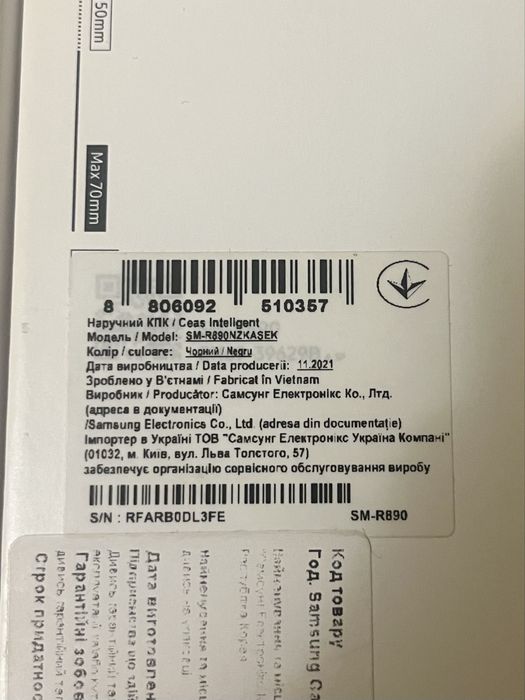 50mm
Max 70mm
8 806092 510357
Наручний КПК / Ceas Inteligent
Модель / Model: SM-R890NZKASEK
Колір / culoare: Чорний / Negru
Дата виробництва / Data producerii: 11.2021
Зроблено у В'єтнамі / Fabricat în Vietnam
Виробник / Producător: Самсунг Електронікс Ко., Лтд.
(адреса в документації)
/Samsung Electronics Co., Ltd. (adresa din documentație)
Імпортер в Україні ТОВ "Самсунг Електронікс Україна Компані"
(01032, м. Київ, вул. Льва Толстого, 57)
забезпечує організацію сервісного обслуговування виробу
S/N : RFARB0DL3FE SM-R890
Код товару
Год. Samsung Ga
Дата виготовлен
Гарантійні зобов
Строк придатнос